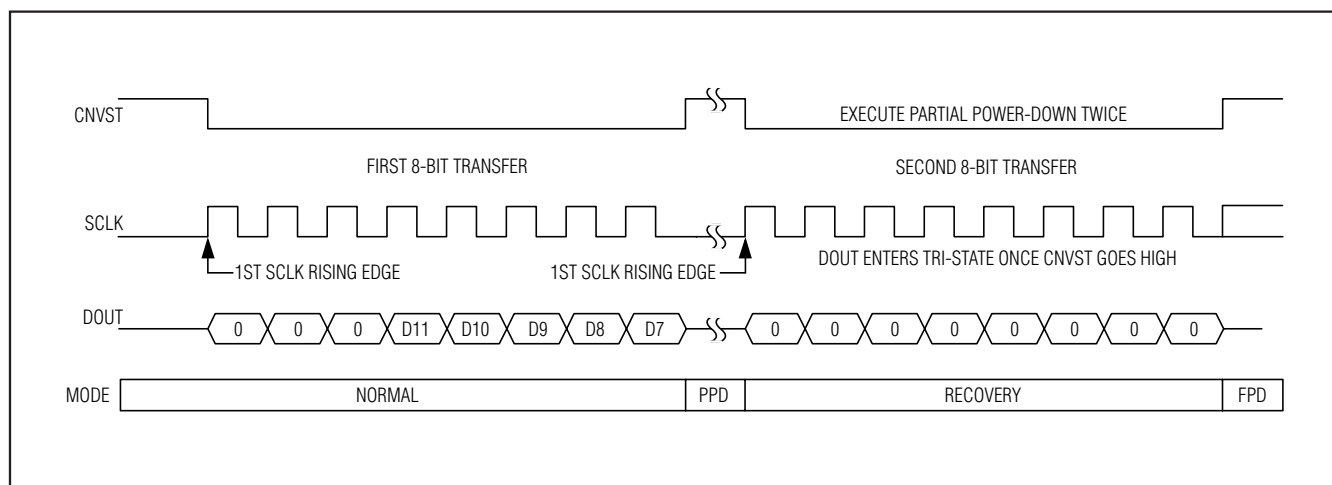 CNVST
EXECUTE PARTIAL POWER-DOWN TWICE
FIRST 8-BIT TRANSFER
SECOND 8-BIT TRANSFER
SCLK
1ST SCLK RISING EDGE
1ST SCLK RISING EDGE
DOUT ENTERS TRI-STATE ONCE CNVST GOES HIGH
DOUT
0 0 0 D11 D10 D9 D8 D7
0 0 0 0 0 0 0 0
MODE
NORMAL
PPD
RECOVERY
FPD